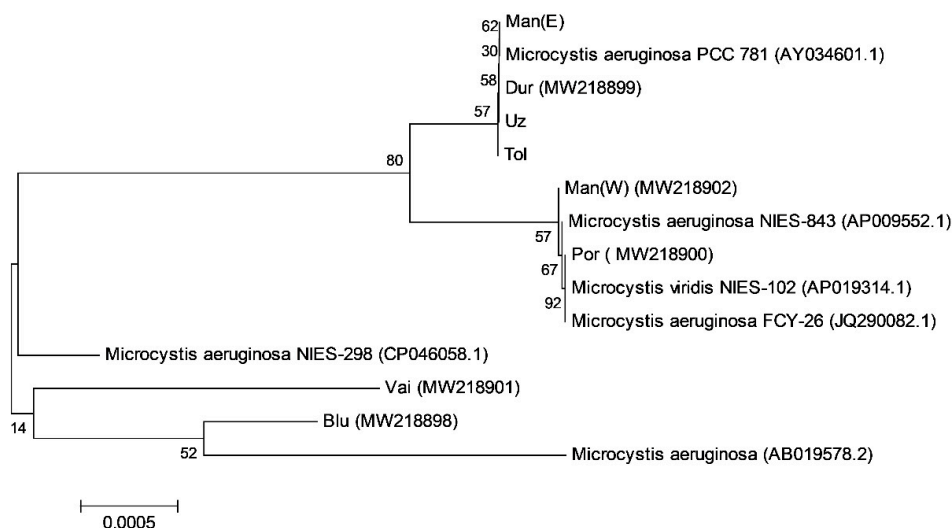 62
Man(E)
30
Microcystis aeruginosa PCC 781 (AY034601.1)
58
Dur (MW218899)
57
Uz
Tol
80
Man(W) (MW218902)
Microcystis aeruginosa NIES-843 (AP009552.1)
57
Por ( MW218900)
67
Microcystis viridis NIES-102 (AP019314.1)
92
Microcystis aeruginosa FCY-26 (JQ290082.1)
Microcystis aeruginosa NIES-298 (CP046058.1)
Vai (MW218901)
14
Blu (MW218898)
52
Microcystis aeruginosa (AB019578.2)
0.0005